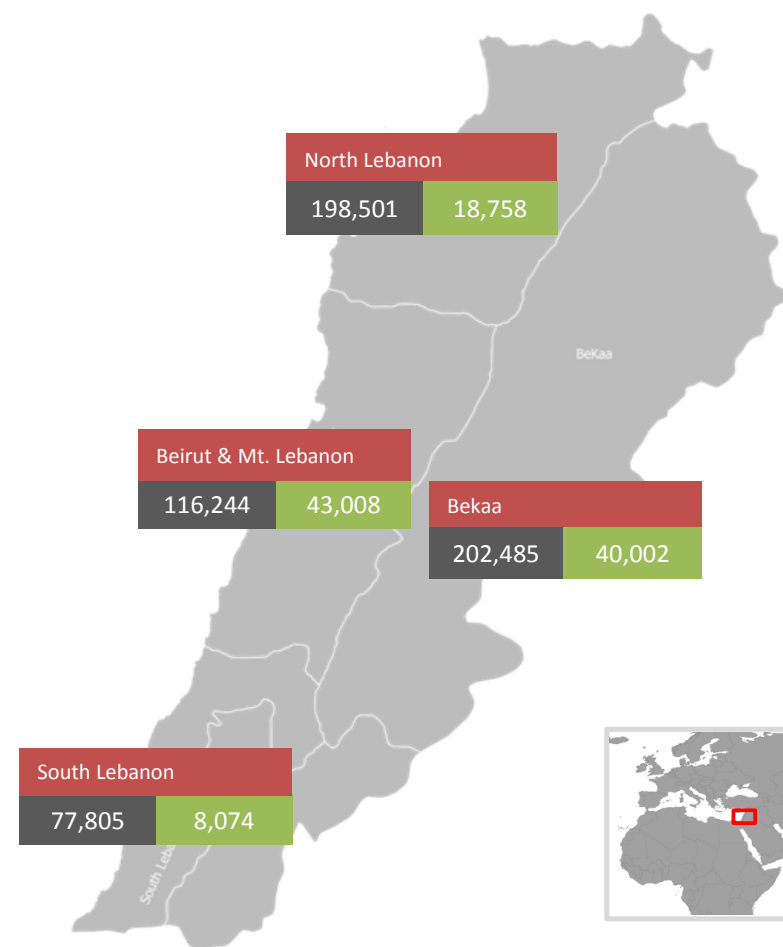 North Lebanon
198,501 18,758
BeKaa
Beirut & Mt. Lebanon
116,244 43,008
Bekaa
202,485 40,002
South Lebanon
77,805 8,074
South